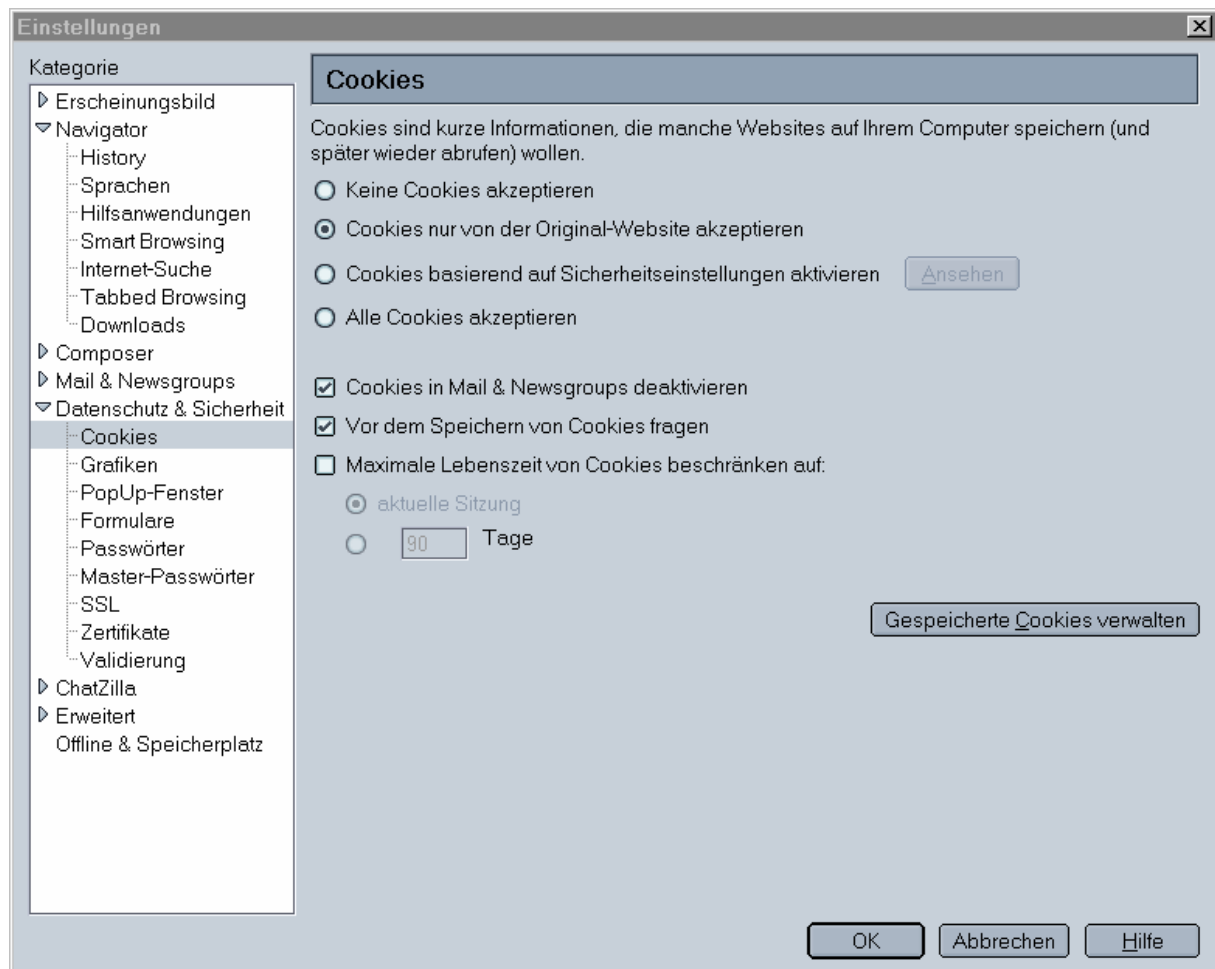 Einstellungen
Kategorie
Erscheinungsbild
Navigator
History
Sprachen
Hilfsanwendungen
Smart Browsing
Internet-Suche
Tabbed Browsing
Downloads
Composer
Mail & Newsgroups
Datenschutz & Sicherheit
Cookies
Grafiken
PopUp-Fenster
Formulare
Passwörter
Master-Passwörter
SSL
Zertifikate
Validierung
ChatZilla
Erweitert
Offline & Speicherplatz
Cookies
Cookies sind kurze Informationen, die manche Websites auf Ihrem Computer speichern (und
später wieder abrufen) wollen.
Keine Cookies akzeptieren
Cookies nur von der Original-Website akzeptieren
Cookies basierend auf Sicherheitseinstellungen aktivieren Ansehen
Alle Cookies akzeptieren
Cookies in Mail & Newsgroups deaktivieren
Vor dem Speichern von Cookies fragen
Maximale Lebenszeit von Cookies beschränken auf:
aktuelle Sitzung
90 Tage
Gespeicherte Cookies verwalten
OK Abbrechen Hilfe